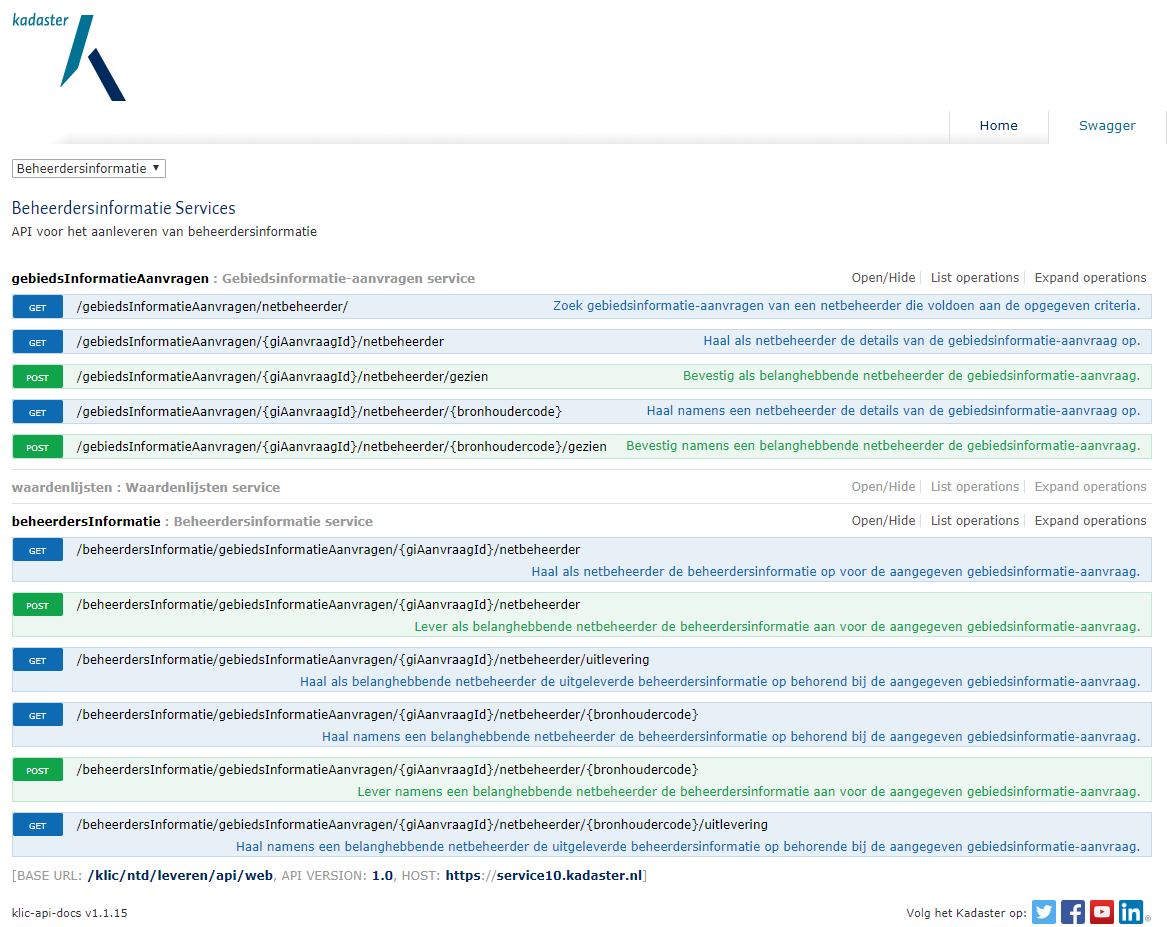 kadaster
Home Swagger
Beheerdersinformatie ▼
Beheerdersinformatie Services
API voor het aanleveren van beheerdersinformatie
gebiedsInformatieAanvragen : Gebiedsinformatie-aanvragen service Open/Hide List operations Expand operations
GET /gebiedsInformatieAanvragen/netbeheerder/ Zoek gebiedsinformatie-aanvragen van een netbeheerder die voldoen aan de opgegeven criteria.
GET /gebiedsInformatieAanvragen/{giAanvraagId}/netbeheerder Haal als netbeheerder de details van de gebiedsinformatie-aanvraag op.
POST /gebiedsInformatieAanvragen/{giAanvraagId}/netbeheerder/gezien Bevestig als belanghebbende netbeheerder de gebiedsinformatie-aanvraag.
GET /gebiedsInformatieAanvragen/{giAanvraagId}/netbeheerder/{bronhoudercode} Haal namens een netbeheerder de details van de gebiedsinformatie-aanvraag op.
POST /gebiedsInformatieAanvragen/{giAanvraagId}/netbeheerder/{bronhoudercode}/gezien Bevestig namens een belanghebbende netbeheerder de gebiedsinformatie-aanvraag.
waardenlijsten : Waardenlijsten service Open/Hide List operations Expand operations
beheerdersInformatie : Beheerdersinformatie service Open/Hide List operations Expand operations
GET /beheerdersInformatie/gebiedsInformatieAanvragen/{giAanvraagId}/netbeheerder
Haal als netbeheerder de beheerdersinformatie op voor de aangegeven gebiedsinformatie-aanvraag.
POST /beheerdersInformatie/gebiedsInformatieAanvragen/{giAanvraagId}/netbeheerder
Lever als belanghebbende netbeheerder de beheerdersinformatie aan voor de aangegeven gebiedsinformatie-aanvraag.
GET /beheerdersInformatie/gebiedsInformatieAanvragen/{giAanvraagId}/netbeheerder/uitlevering
Haal als belanghebbende netbeheerder de uitgeleverde beheerdersinformatie op behorend bij de aangegeven gebiedsinformatie-aanvraag.
GET /beheerdersInformatie/gebiedsInformatieAanvragen/{giAanvraagId}/netbeheerder/{bronhoudercode}
Haal namens een belanghebbende netbeheerder de beheerdersinformatie op behorend bij de aangegeven gebiedsinformatie-aanvraag.
POST /beheerdersInformatie/gebiedsInformatieAanvragen/{giAanvraagId}/netbeheerder/{bronhoudercode}
Lever namens een belanghebbende netbeheerder de beheerdersinformatie aan voor de aangegeven gebiedsinformatie-aanvraag.
GET /beheerdersInformatie/gebiedsInformatieAanvragen/{giAanvraagId}/netbeheerder/{bronhoudercode}/uitlevering
Haal namens een belanghebbende netbeheerder de uitgeleverde beheerdersinformatie op behorende bij de aangegeven gebiedsinformatie-aanvraag.
[BASE URL: /klic/ntd/leveren/api/web, API VERSION: 1.0, HOST: https://service10.kadaster.nl]
klic-api-docs v1.1.15 Volg het Kadaster op: